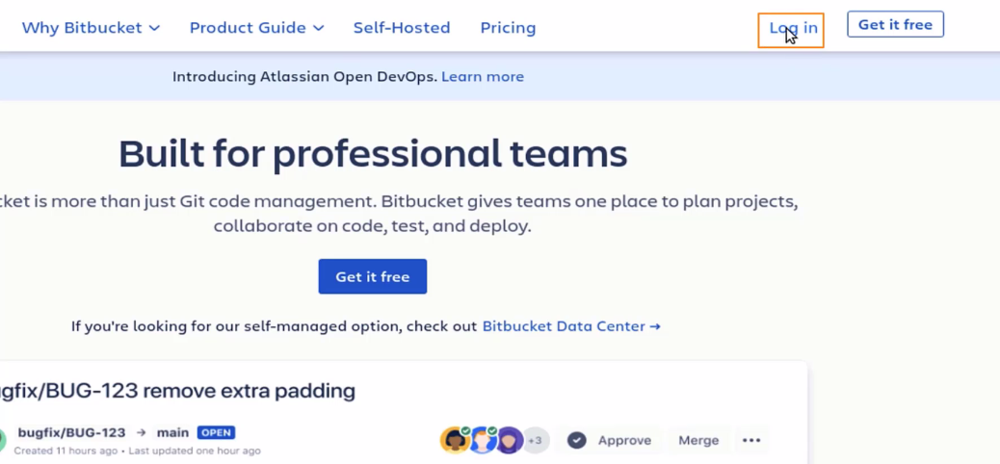 Why Bitbucket Product Guide Self-Hosted Pricing Log in Get it free
Introducing Atlassian Open DevOps. Learn more
Built for professional teams
cket is more than just Git code management. Bitbucket gives teams one place to plan projects,
collaborate on code, test, and deploy.
Get it free
If you're looking for our self-managed option, check out Bitbucket Data Center →
gfix/BUG-123 remove extra padding
bugfix/BUG-123 → main OPEN
Created 11 hours ago • Last updated one hour ago
+3 Approve Merge •••